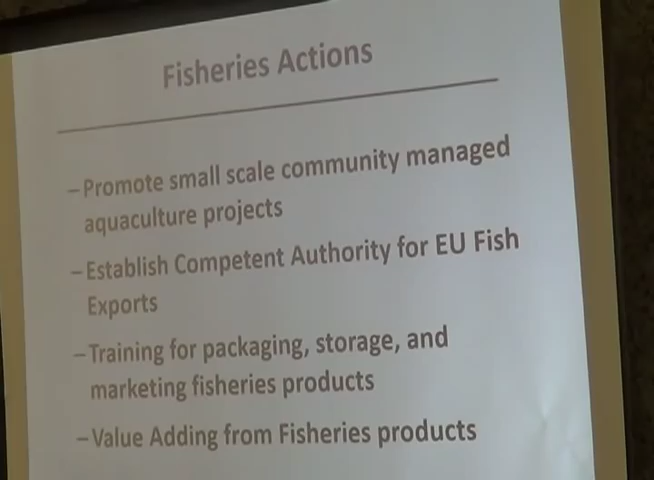 Fisheries Actions
–Promote small scale community managed
aquaculture projects
–Establish Competent Authority for EU Fish
Exports
–Training for packaging, storage, and
marketing fisheries products
–Value Adding from Fisheries products